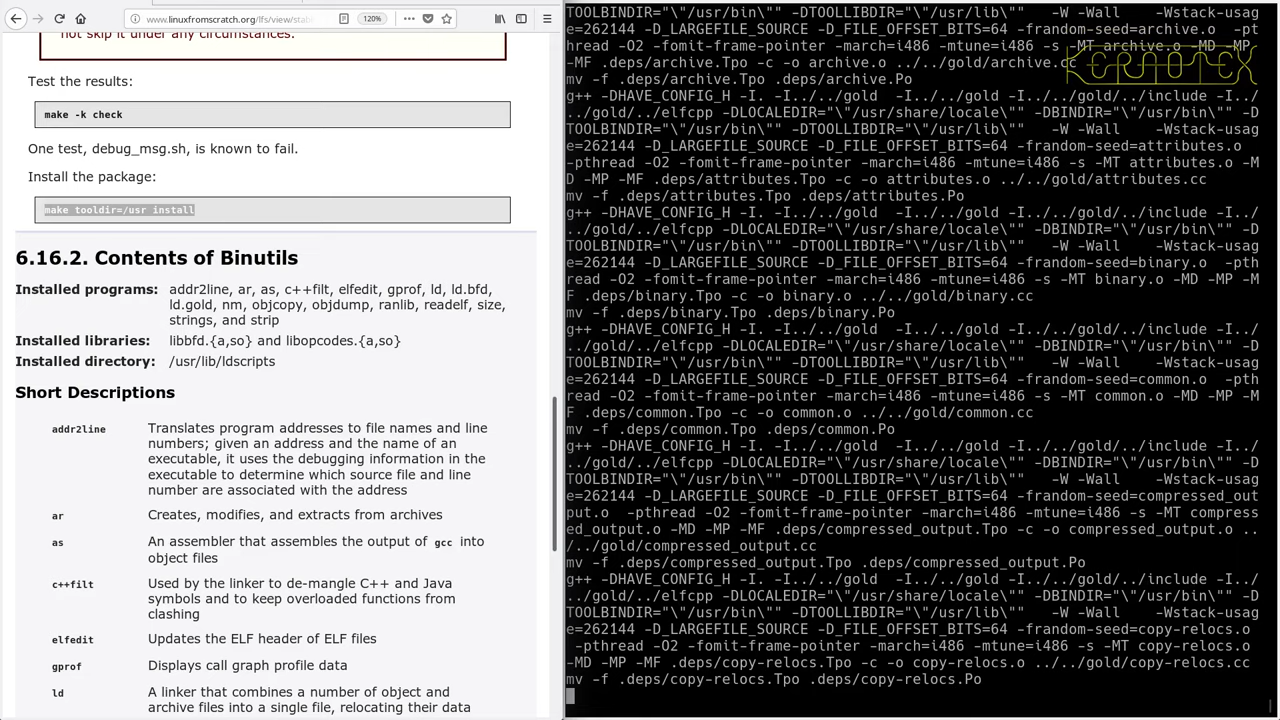 www.linuxfromscratch.org/lfs/view/stab
120%
not skip it under any circumstances.
Test the results:
make -k check
One test, debug_msg.sh, is known to fail.
Install the package:
make tooldir=/usr install
6.16.2. Contents of Binutils
Installed programs: addr2line, ar, as, c++filt, elfedit, gprof, ld, ld.bfd,
ld.gold, nm, objcopy, objdump, ranlib, readelf, size,
strings, and strip
Installed libraries: libbfd.{a,so} and libopcodes.{a,so}
Installed directory: /usr/lib/ldscripts
Short Descriptions
addr2line Translates program addresses to file names and line
numbers; given an address and the name of an
executable, it uses the debugging information in the
executable to determine which source file and line
number are associated with the address
ar Creates, modifies, and extracts from archives
as An assembler that assembles the output of gcc into
object files
c++filt Used by the linker to de-mangle C++ and Java
symbols and to keep overloaded functions from
clashing
elfedit Updates the ELF header of ELF files
gprof Displays call graph profile data
ld A linker that combines a number of object and
archive files into a single file, relocating their data
TOOLBINDIR="\"/usr/bin\"" -DTOOLLIBDIR="\"/usr/lib\"" -W -Wall -Wstack-usag
e=262144 -D_LARGEFILE_SOURCE -D_FILE_OFFSET_BITS=64 -frandom-seed=archive.o -pt
hread -O2 -fomit-frame-pointer -march=i486 -mtune=i486 -s -MT archive.o -MD -MP
-MF .deps/archive.Tpo -c -o archive.o ../../gold/archive.cc
KERNOTEX
mv -f .deps/archive.Tpo .deps/archive.Po
g++ -DHAVE_CONFIG_H -I. -I../../gold -I../../gold/../include -I../
../gold/../elfcpp -DLOCALEDIR="\"/usr/share/locale\"" -DBINDIR="\"/usr/bin\"" -D
TOOLBINDIR="\"/usr/bin\"" -DTOOLLIBDIR="\"/usr/lib\"" -W -Wall -Wstack-usag
e=262144 -D_LARGEFILE_SOURCE -D_FILE_OFFSET_BITS=64 -frandom-seed=attributes.o
-pthread -O2 -fomit-frame-pointer -march=i486 -mtune=i486 -s -MT attributes.o -M
D -MP -MF .deps/attributes.Tpo -c -o attributes.o ../../gold/attributes.cc
mv -f .deps/attributes.Tpo .deps/attributes.Po
g++ -DHAVE_CONFIG_H -I. -I../../gold -I../../gold/../include -I../
../gold/../elfcpp -DLOCALEDIR="\"/usr/share/locale\"" -DBINDIR="\"/usr/bin\"" -D
TOOLBINDIR="\"/usr/bin\"" -DTOOLLIBDIR="\"/usr/lib\"" -W -Wall -Wstack-usag
e=262144 -D_LARGEFILE_SOURCE -D_FILE_OFFSET_BITS=64 -frandom-seed=binary.o -pth
read -O2 -fomit-frame-pointer -march=i486 -mtune=i486 -s -MT binary.o -MD -MP -M
F .deps/binary.Tpo -c -o binary.o ../../gold/binary.cc
mv -f .deps/binary.Tpo .deps/binary.Po
g++ -DHAVE_CONFIG_H -I. -I../../gold -I../../gold/../include -I../
../gold/../elfcpp -DLOCALEDIR="\"/usr/share/locale\"" -DBINDIR="\"/usr/bin\"" -D
TOOLBINDIR="\"/usr/bin\"" -DTOOLLIBDIR="\"/usr/lib\"" -W -Wall -Wstack-usag
e=262144 -D_LARGEFILE_SOURCE -D_FILE_OFFSET_BITS=64 -frandom-seed=common.o -pth
read -O2 -fomit-frame-pointer -march=i486 -mtune=i486 -s -MT common.o -MD -MP -M
F .deps/common.Tpo -c -o common.o ../../gold/common.cc
mv -f .deps/common.Tpo .deps/common.Po
g++ -DHAVE_CONFIG_H -I. -I../../gold -I../../gold/../include -I../
../gold/../elfcpp -DLOCALEDIR="\"/usr/share/locale\"" -DBINDIR="\"/usr/bin\"" -D
TOOLBINDIR="\"/usr/bin\"" -DTOOLLIBDIR="\"/usr/lib\"" -W -Wall -Wstack-usag
e=262144 -D_LARGEFILE_SOURCE -D_FILE_OFFSET_BITS=64 -frandom-seed=compressed_out
put.o -pthread -O2 -fomit-frame-pointer -march=i486 -mtune=i486 -s -MT compress
ed_output.o -MD -MP -MF .deps/compressed_output.Tpo -c -o compressed_output.o ..
/../gold/compressed_output.cc
mv -f .deps/compressed_output.Tpo .deps/compressed_output.Po
g++ -DHAVE_CONFIG_H -I. -I../../gold -I../../gold/../include -I../
../gold/../elfcpp -DLOCALEDIR="\"/usr/share/locale\"" -DBINDIR="\"/usr/bin\"" -D
TOOLBINDIR="\"/usr/bin\"" -DTOOLLIBDIR="\"/usr/lib\"" -W -Wall -Wstack-usag
e=262144 -D_LARGEFILE_SOURCE -D_FILE_OFFSET_BITS=64 -frandom-seed=copy-relocs.o
-pthread -O2 -fomit-frame-pointer -march=i486 -mtune=i486 -s -MT copy-relocs.o
-MD -MP -MF .deps/copy-relocs.Tpo -c -o copy-relocs.o ../../gold/copy-relocs.cc
mv -f .deps/copy-relocs.Tpo .deps/copy-relocs.Po